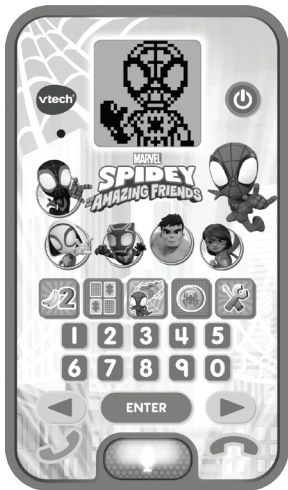 vtech
MARVEL
SPIDEY
AND HIS
AMAZING FRIENDS
2
1 2 3 4 5
6 7 8 9 0
ENTER